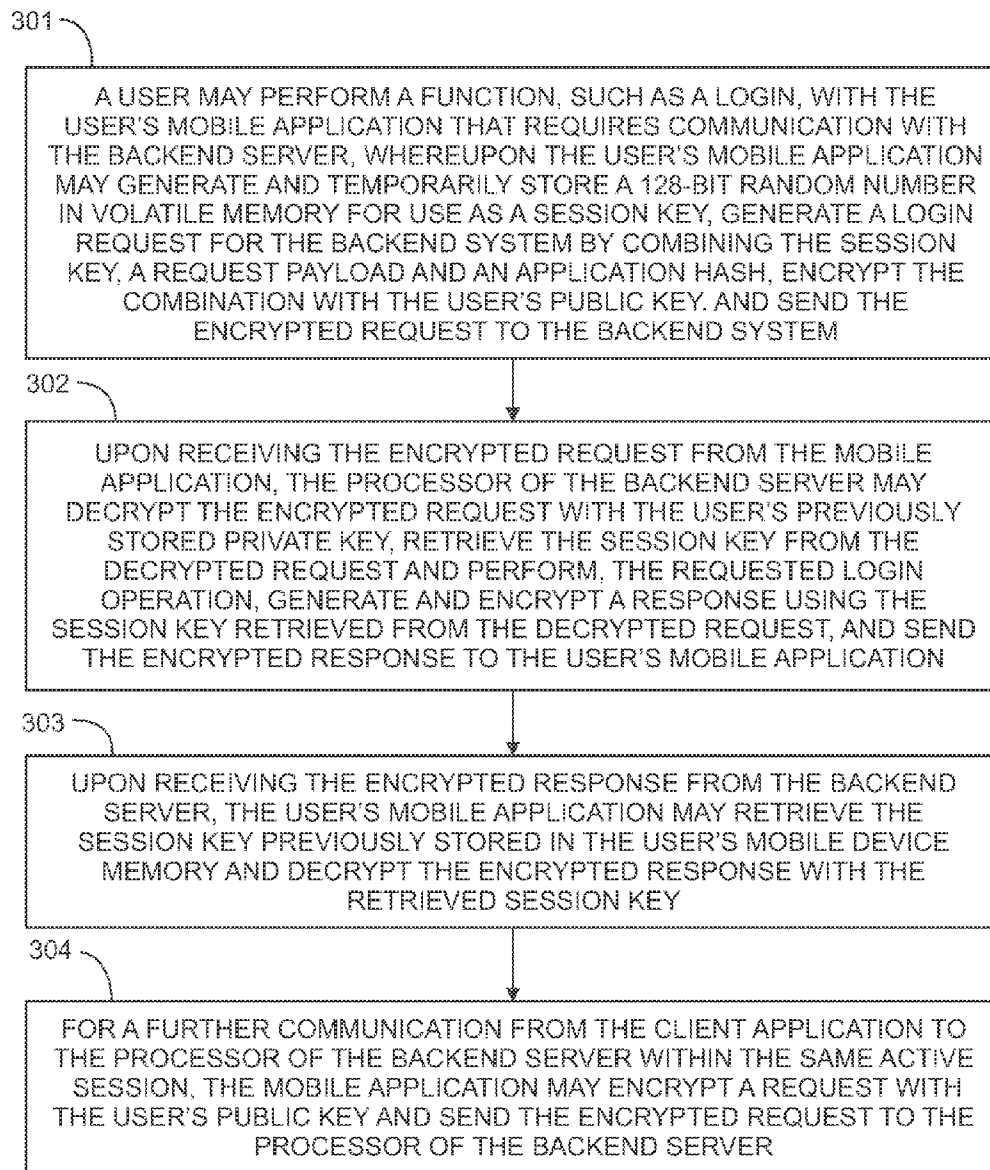 301
A USER MAY PERFORM A FUNCTION, SUCH AS A LOGIN, WITH THE
USER'S MOBILE APPLICATION THAT REQUIRES COMMUNICATION WITH
THE BACKEND SERVER, WHEREUPON THE USER'S MOBILE APPLICATION
MAY GENERATE AND TEMPORARILY STORE A 128-BIT RANDOM NUMBER
IN VOLATILE MEMORY FOR USE AS A SESSION KEY, GENERATE A LOGIN
REQUEST FOR THE BACKEND SYSTEM BY COMBINING THE SESSION
KEY, A REQUEST PAYLOAD AND AN APPLICATION HASH, ENCRYPT THE
COMBINATION WITH THE USER'S PUBLIC KEY. AND SEND THE
ENCRYPTED REQUEST TO THE BACKEND SYSTEM
302
UPON RECEIVING THE ENCRYPTED REQUEST FROM THE MOBILE
APPLICATION, THE PROCESSOR OF THE BACKEND SERVER MAY
DECRYPT THE ENCRYPTED REQUEST WITH THE USER'S PREVIOUSLY
STORED PRIVATE KEY, RETRIEVE THE SESSION KEY FROM THE
DECRYPTED REQUEST AND PERFORM, THE REQUESTED LOGIN
OPERATION, GENERATE AND ENCRYPT A RESPONSE USING THE
SESSION KEY RETRIEVED FROM THE DECRYPTED REQUEST, AND SEND
THE ENCRYPTED RESPONSE TO THE USER'S MOBILE APPLICATION
303
UPON RECEIVING THE ENCRYPTED RESPONSE FROM THE BACKEND
SERVER, THE USER'S MOBILE APPLICATION MAY RETRIEVE THE
SESSION KEY PREVIOUSLY STORED IN THE USER'S MOBILE DEVICE
MEMORY AND DECRYPT THE ENCRYPTED RESPONSE WITH THE
RETRIEVED SESSION KEY
304
FOR A FURTHER COMMUNICATION FROM THE CLIENT APPLICATION TO
THE PROCESSOR OF THE BACKEND SERVER WITHIN THE SAME ACTIVE
SESSION, THE MOBILE APPLICATION MAY ENCRYPT A REQUEST WITH
THE USER'S PUBLIC KEY AND SEND THE ENCRYPTED REQUEST TO THE
PROCESSOR OF THE BACKEND SERVER